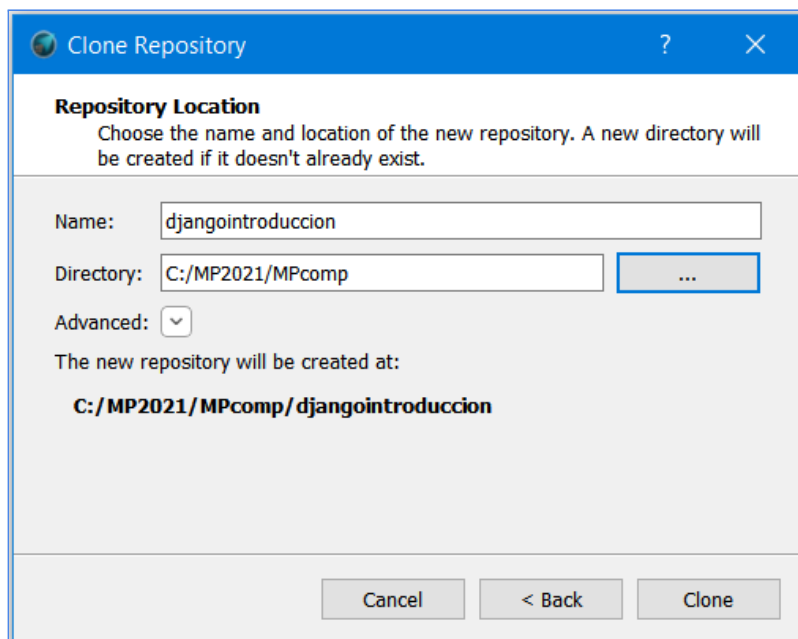 Clone Repository ?
Repository Location
Choose the name and location of the new repository. A new directory will
be created if it doesn't already exist.
Name: djangointroduccion
Directory: C:/MP2021/MPcomp ...
Advanced:
The new repository will be created at:
C:/MP2021/MPcomp/djangointroduccion
Cancel < Back Clone